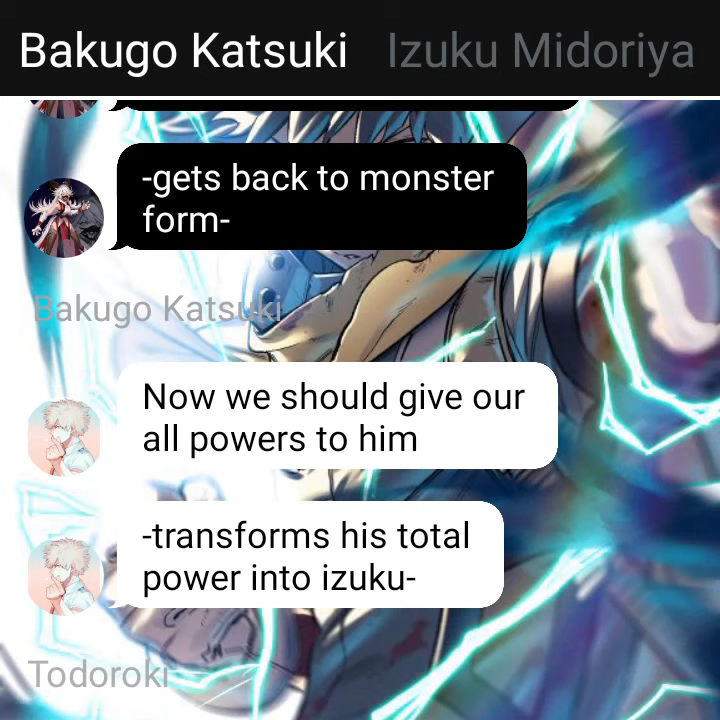 Bakugo Katsuki Izuku Midoriya
-gets back to monster
form-
Bakugo Katsuki
Now we should give our
all powers to him
-transforms his total
power into izuku-
Todoroki